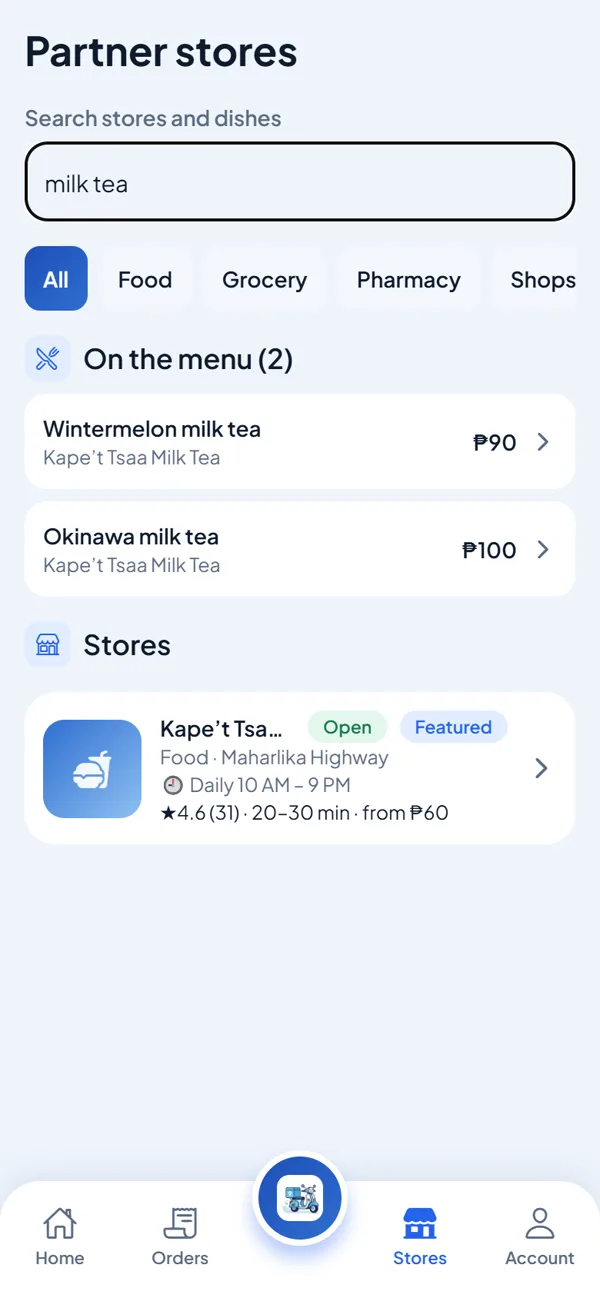 Partner stores
Search stores and dishes
milk tea
All Food Grocery Pharmacy Shops
On the menu (2)
Wintermelon milk tea
Kape’t Tsaa Milk Tea
₱90
Okinawa milk tea
Kape’t Tsaa Milk Tea
₱100
Stores
Kape’t Tsa... Open Featured
Food · Maharlika Highway
Daily 10 AM – 9 PM
★4.6 (31) · 20–30 min · from ₱60
Home Orders Stores Account